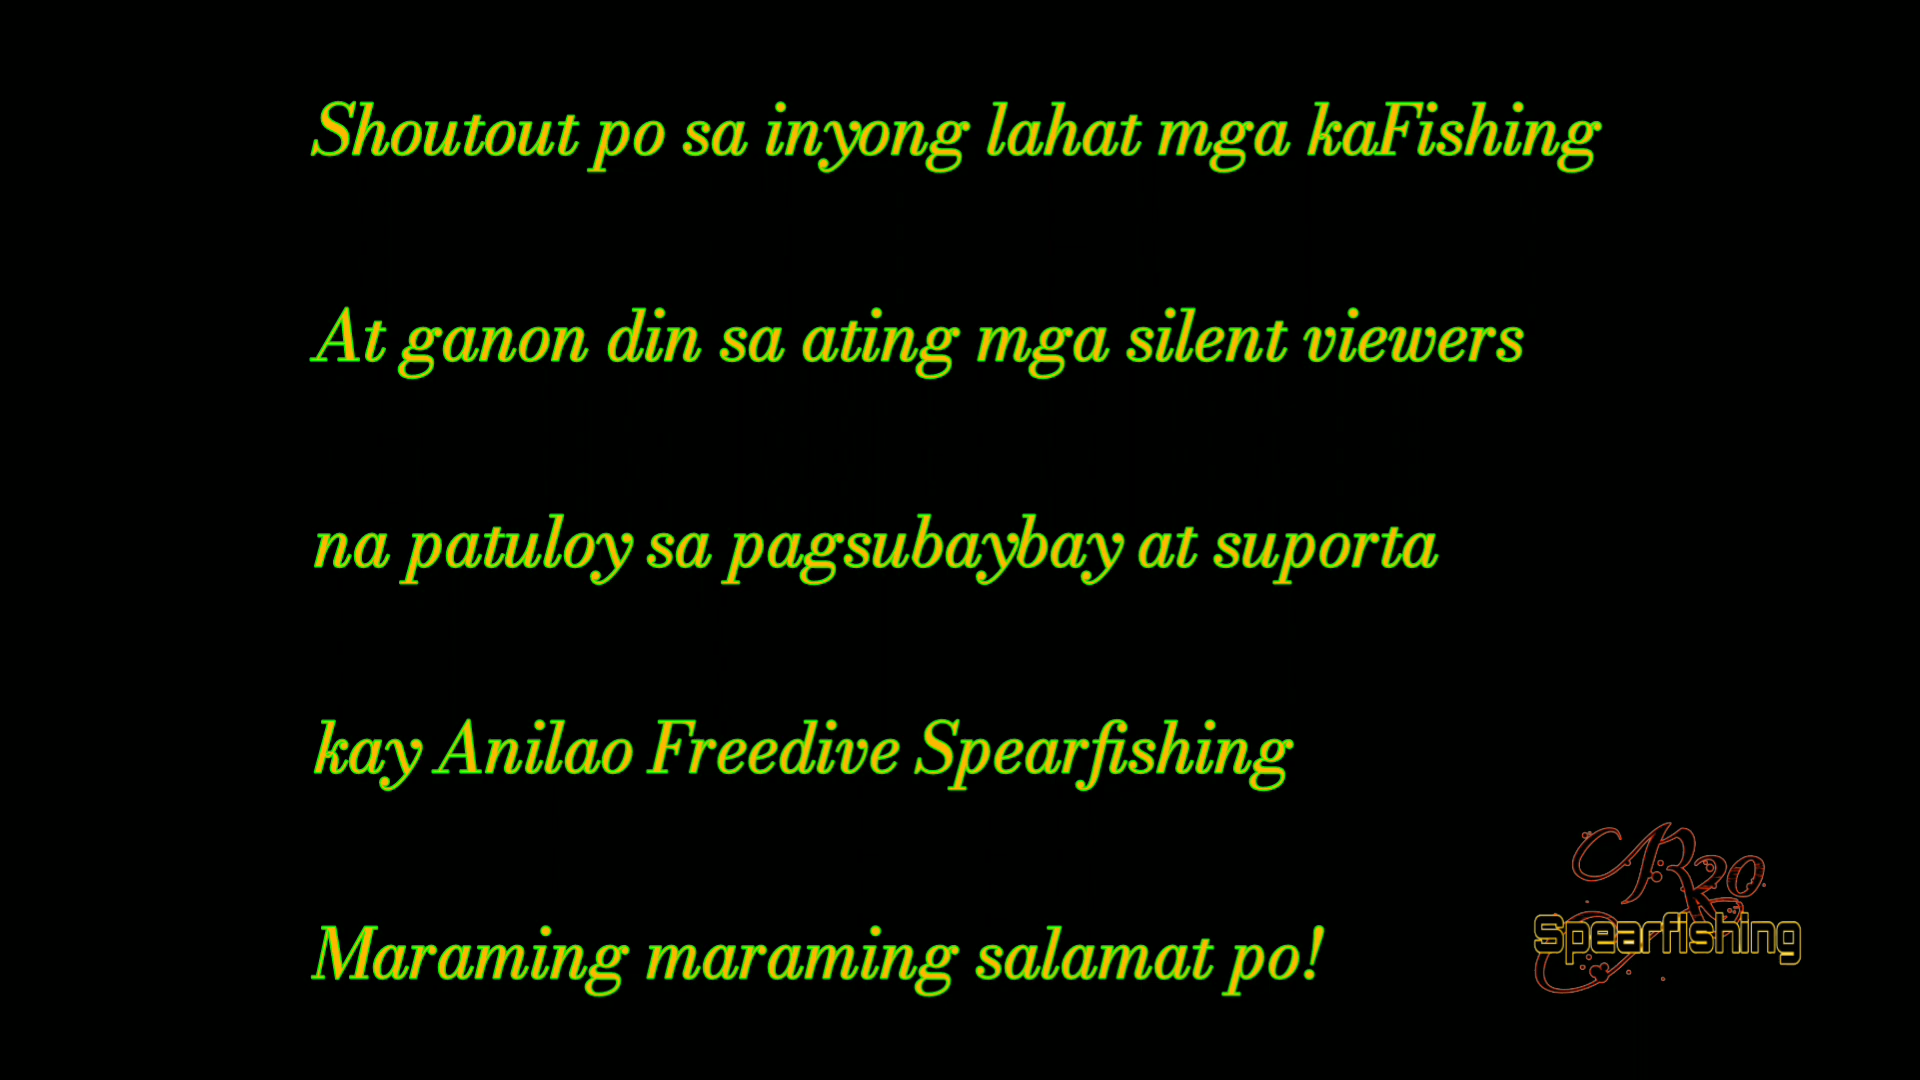 Shoutout po sa inyong lahat mga kaFishing
At ganon din sa ating mga silent viewers
na patuloy sa pagsubaybay at suporta
kay Anilao Freedive Spearfishing
Maraming maraming salamat po!
Spearfishing